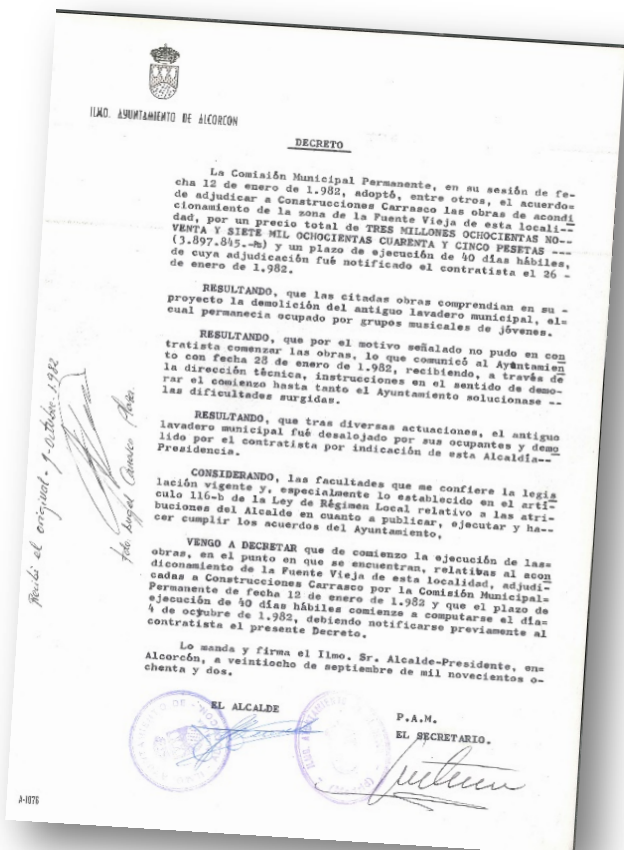 ILMO. AYUNTAMIENTO DE ALCORCON
DECRETO
La Comisión Municipal Permanente, en su sesión de fe-
cha 12 de enero de 1.982, adoptó, entre otros, el acuerdo=
de adjudicar a Construcciones Carrasco las obras de acondi
cionamiento de la zona de la Fuente Vieja de esta locali--
dad, por un precio total de TRES MILLONES OCHOCIENTAS NO--
VENTA Y SIETE MIL OCHOCIENTAS CUARENTA Y CINCO PESETAS ---
(3.897.845.-Pts) y un plazo de ejecución de 40 días hábiles,
de cuya adjudicación fué notificado el contratista el 26 -
de enero de 1.982.
RESULTANDO, que las citadas obras comprendian en su -
proyecto la demolición del antiguo lavadero municipal, el=
cual permanecia ocupado por grupos musicales de jóvenes.
RESULTANDO, que por el motivo señalado no pudo en con
tratista comenzar las obras, lo que comunicó al Ayuntamien
to con fecha 28 de enero de 1.982, recibiendo, a través de
la dirección técnica, instrucciones en el sentido de demo-
rar el comienzo hasta tanto el Ayuntamiento solucionase --
las dificultades surgidas.
RESULTANDO, que tras diversas actuaciones, el antiguo
lavadero municipal fué desalojado por sus ocupantes y demo
lido por el contratista por indicación de esta Alcaldía--
Presidencia.
CONSIDERANDO, las facultades que me confiere la legis
lación vigente y, especialmente lo establecido en el arti-
culo 116-b de la Ley de Régimen Local relativo a las atri-
buciones del Alcalde en cuanto a publicar, ejecutar y ha--
cer cumplir los acuerdos del Ayuntamiento,
VENGO A DECRETAR que de comienzo la ejecución de las=
obras, en el punto en que se encuentran, relativas al acon
diconamiento de la Fuente Vieja de esta localidad, adjudi-
cadas a Construcciones Carrasco por la Comisión Municipal=
Permanente de fecha 12 de enero de 1.982 y que el plazo de
ejecución de 40 días hábiles comienze a computarse el día=
4 de octubre de 1.982, debiendo notificarse previamente al
contratista el presente Decreto.
Lo manda y firma el Ilmo. Sr. Alcalde-Presidente, en=
Alcorcón, a veintiocho de septiembre de mil novecientos o-
chenta y dos.
EL ALCALDE
P.A.M.
EL SECRETARIO.
Recibí el original - 1-octubre-1982
Fdo. Angel Carrasco
A-1076